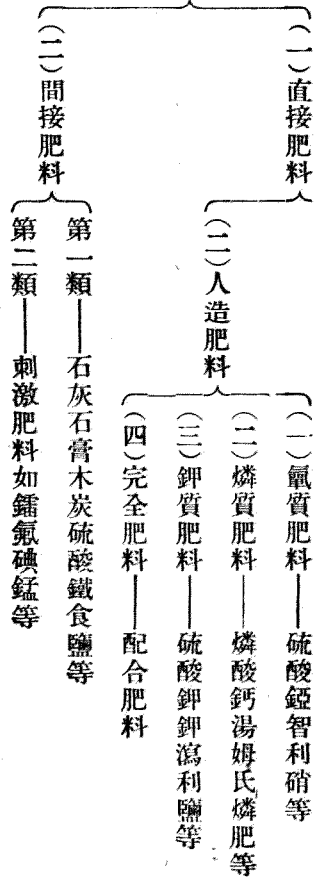 （一）直接肥料
（二）人造肥料
（一）氮質肥料——硫酸錏智利硝等
（二）燐質肥料——燐酸鈣湯姆氏燐肥等
（三）鉀質肥料——硫酸鉀鉀瀉利鹽等
（四）完全肥料——配合肥料
（二）間接肥料
第一類——石灰石膏木炭硫酸鐵食鹽等
第二類——刺激肥料如鐳氟碘錳等